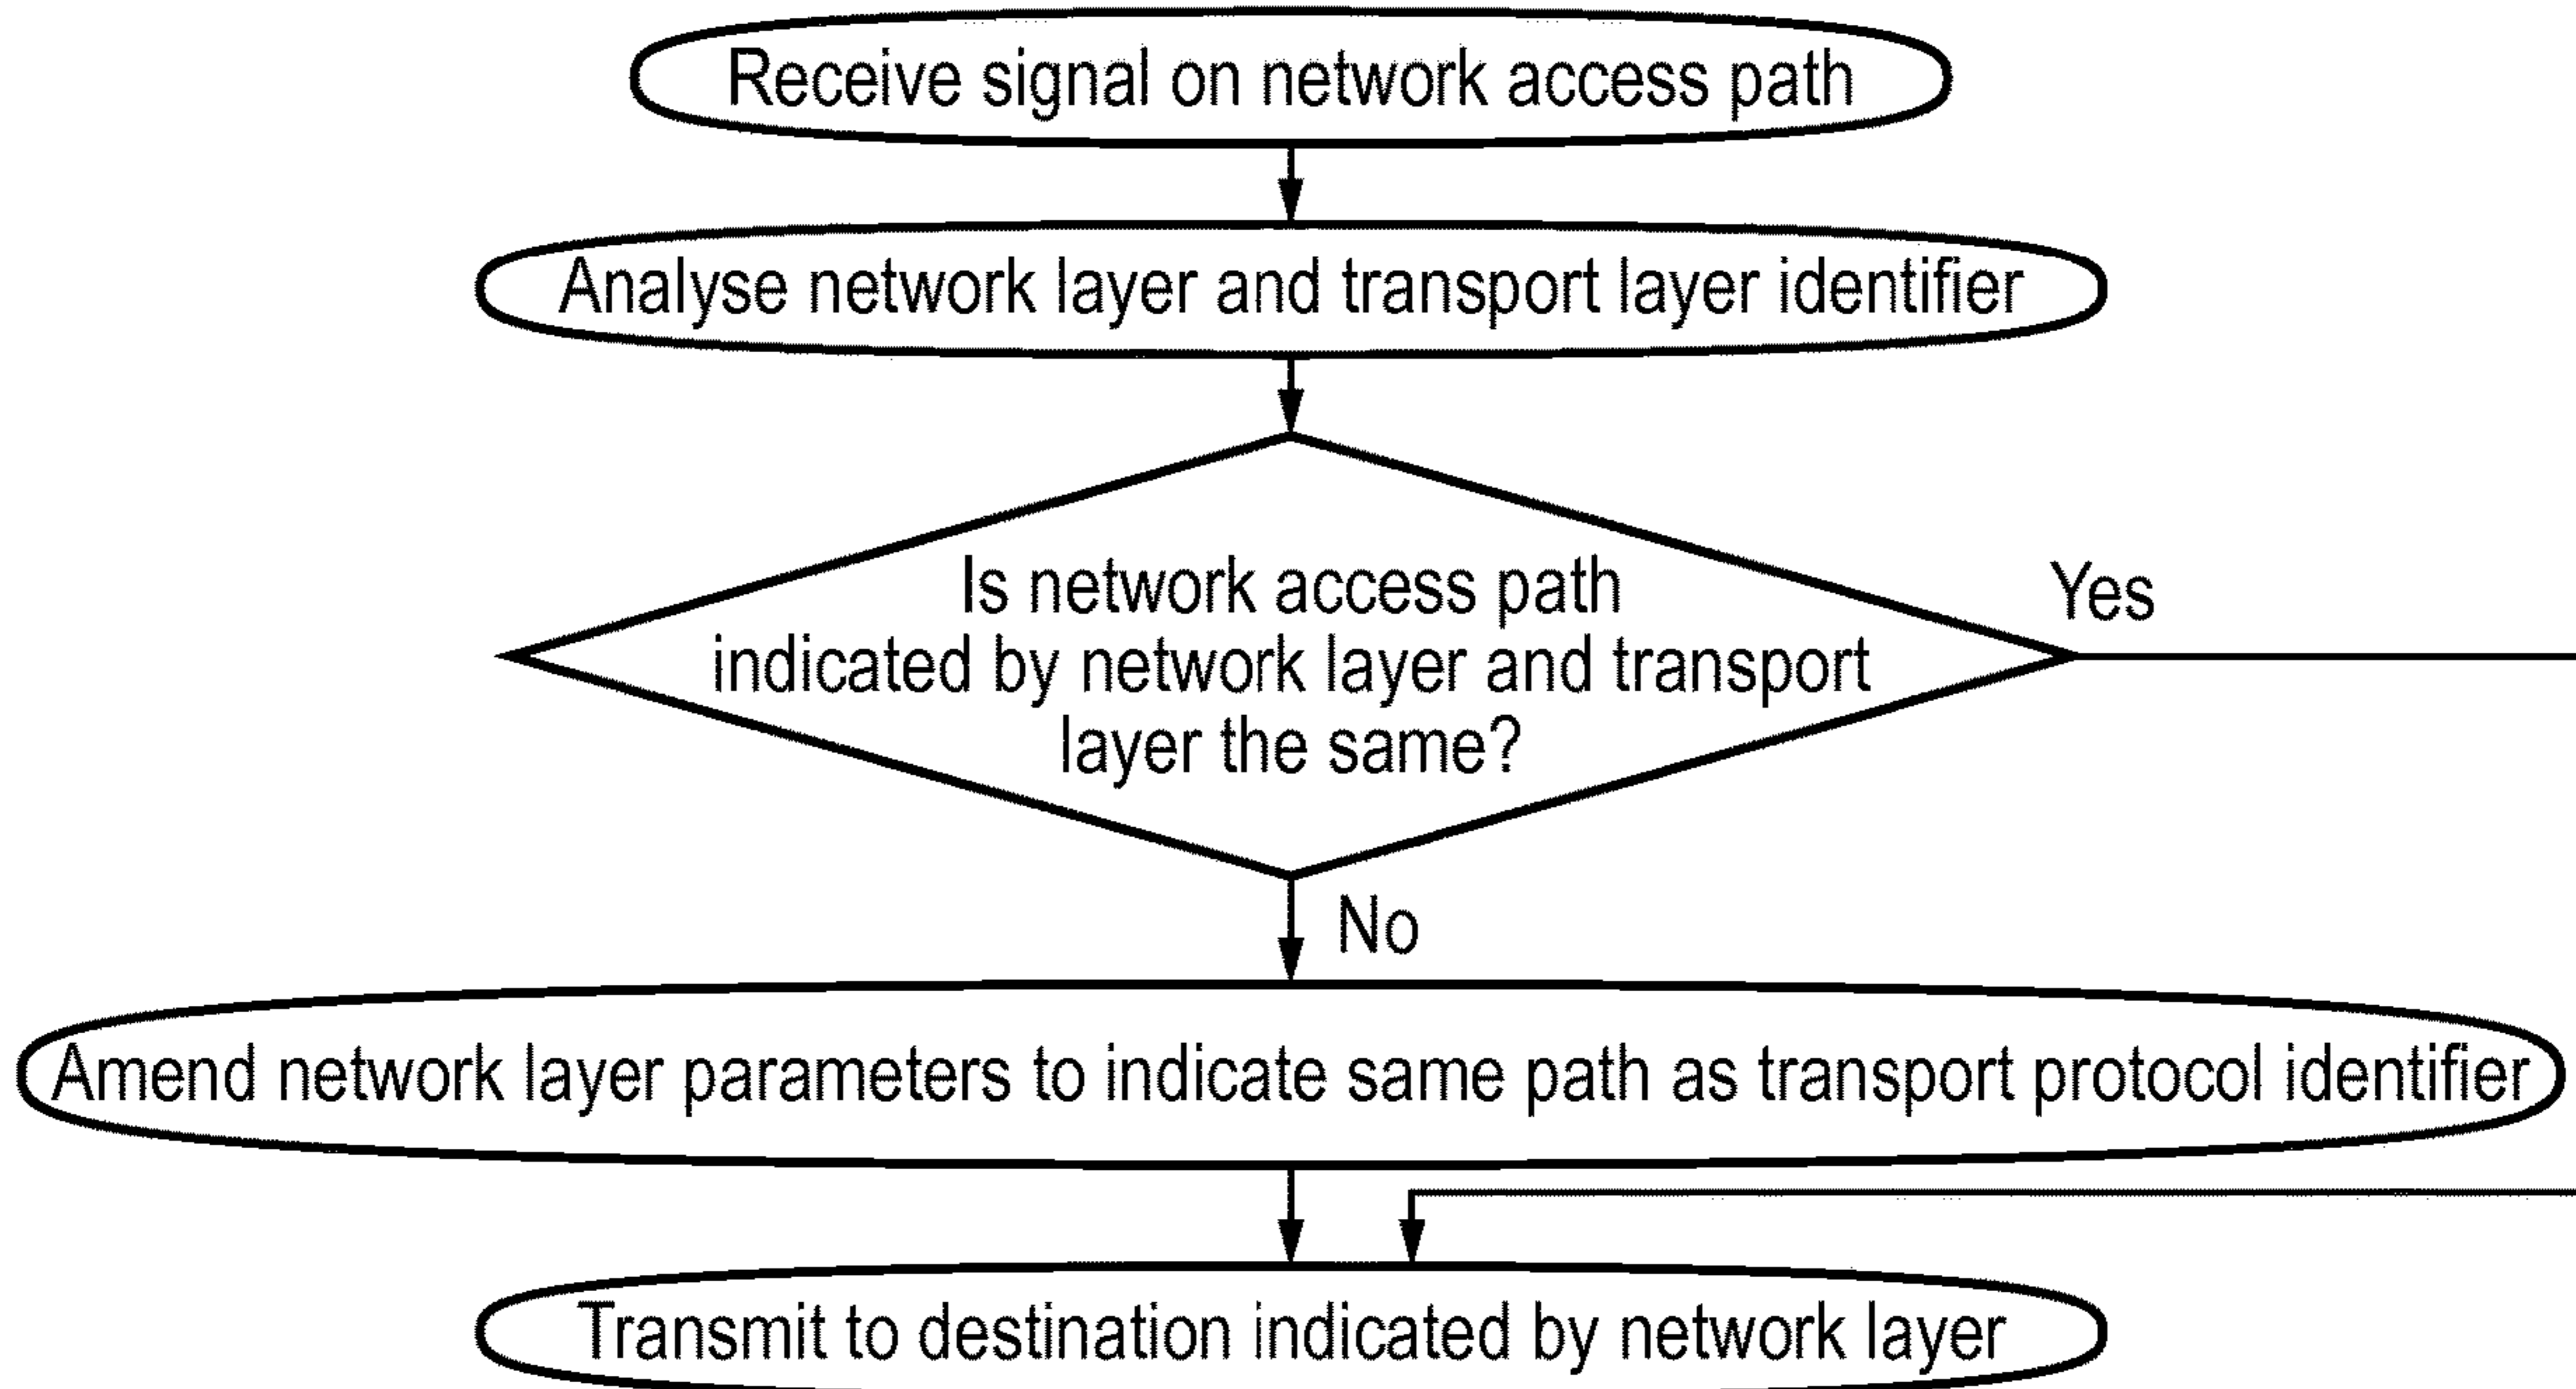 Receive signal on network access path
Analyse network layer and transport layer identifier
Is network access path
indicated by network layer and transport
layer the same?
Yes
No
Amend network layer parameters to indicate same path as transport protocol identifier
Transmit to destination indicated by network layer